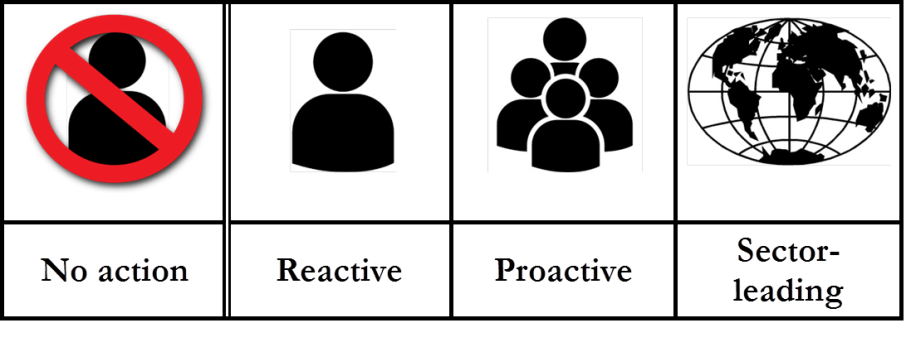 No action
Reactive
Proactive
Sector-
leading